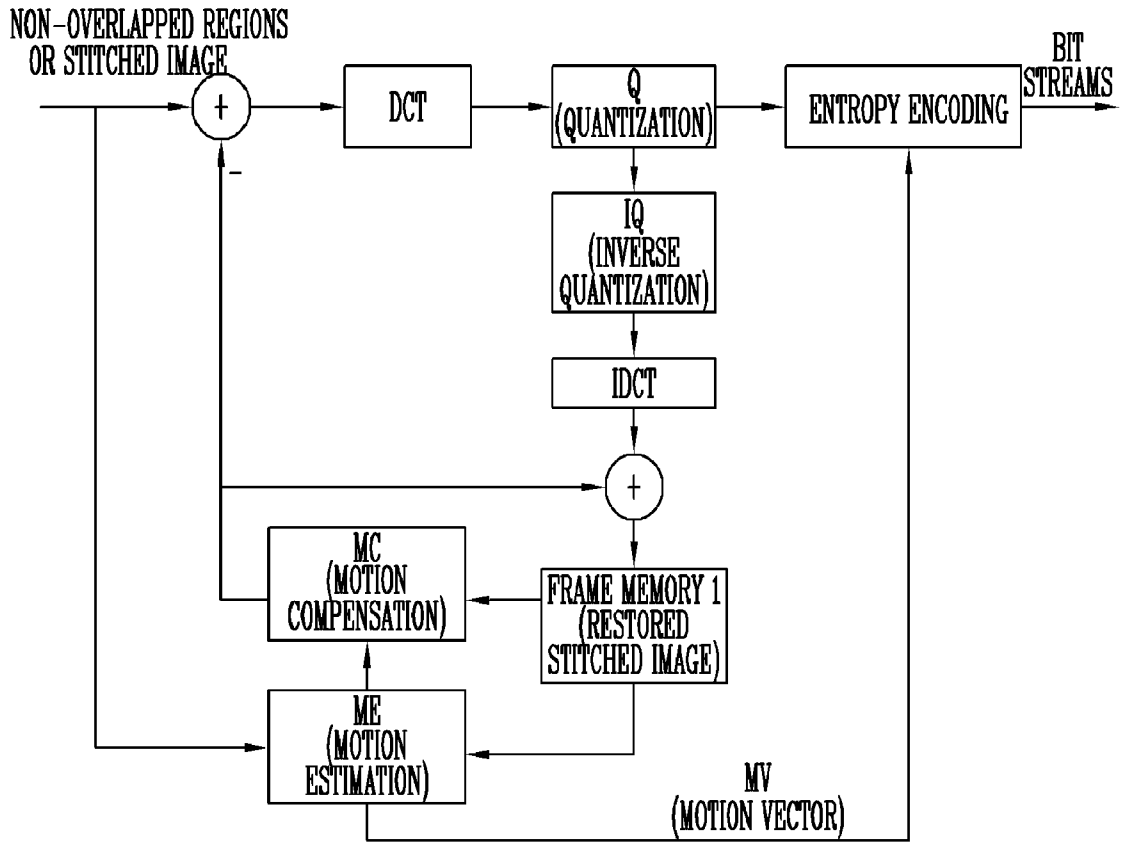 NON-OVERLAPPED REGIONS
OR STITCHED IMAGE
+
DCT
Q
(QUANTIZATION)
ENTROPY ENCODING
BIT
STREAMS
-
IQ
(INVERSE
QUANTIZATION)
IDCT
+
MC
(MOTION
COMPENSATION)
FRAME MEMORY 1
(RESTORED
STITCHED IMAGE)
ME
(MOTION
ESTIMATION)
MV
(MOTION VECTOR)